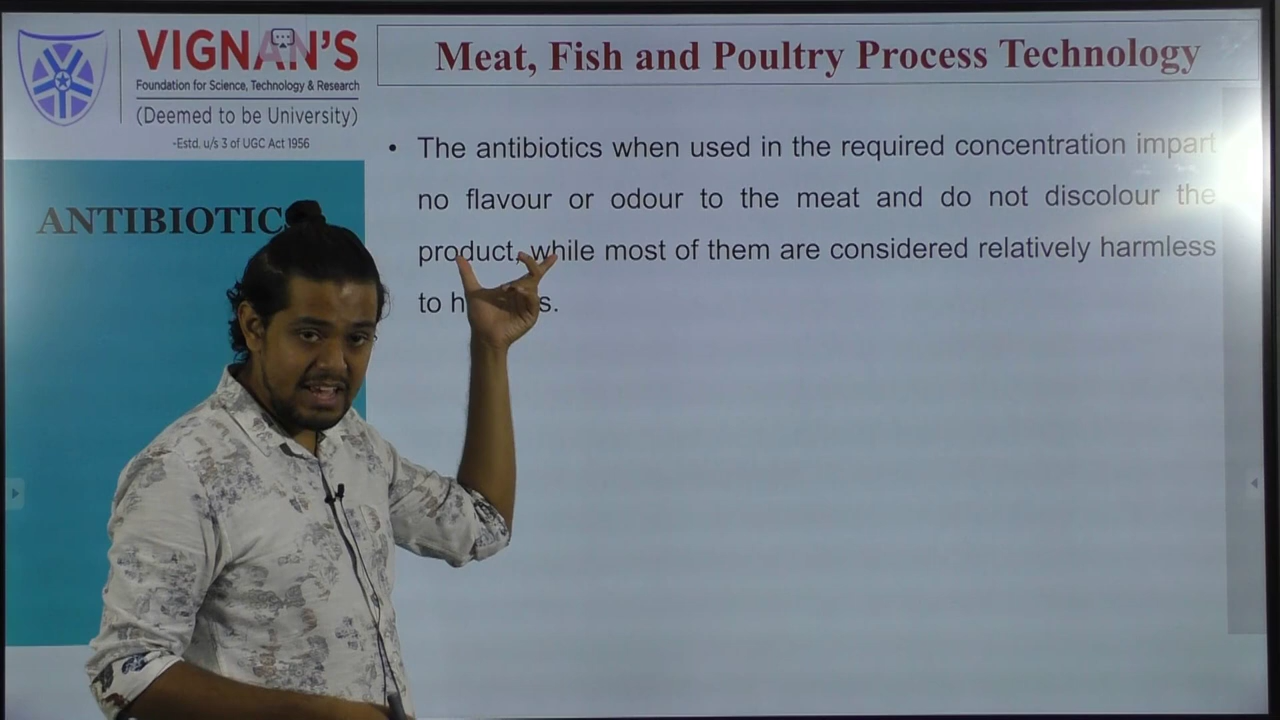 VIGNAN'S
Foundation for Science, Technology & Research
(Deemed to be University)
-Estd. u/s 3 of UGC Act 1956
Meat, Fish and Poultry Process Technology
ANTIBIOTIC
• The antibiotics when used in the required concentration impart
no flavour or odour to the meat and do not discolour the
product, while most of them are considered relatively harmless
to h s.